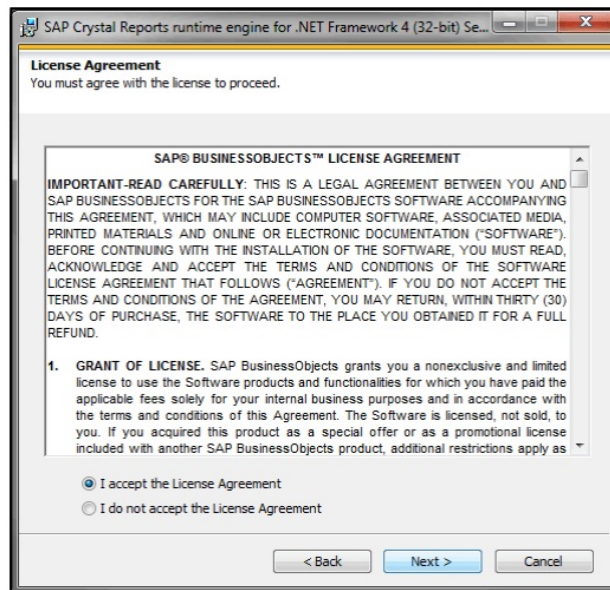 SAP Crystal Reports runtime engine for .NET Framework 4 (32-bit) Se...
License Agreement
You must agree with the license to proceed.
SAP® BUSINESSOBJECTS™ LICENSE AGREEMENT
IMPORTANT-READ CAREFULLY: THIS IS A LEGAL AGREEMENT BETWEEN YOU AND
SAP BUSINESSOBJECTS FOR THE SAP BUSINESSOBJECTS SOFTWARE ACCOMPANYING
THIS AGREEMENT, WHICH MAY INCLUDE COMPUTER SOFTWARE, ASSOCIATED MEDIA,
PRINTED MATERIALS AND ONLINE OR ELECTRONIC DOCUMENTATION (“SOFTWARE”).
BEFORE CONTINUING WITH THE INSTALLATION OF THE SOFTWARE, YOU MUST READ,
ACKNOWLEDGE AND ACCEPT THE TERMS AND CONDITIONS OF THE SOFTWARE
LICENSE AGREEMENT THAT FOLLOWS (“AGREEMENT”). IF YOU DO NOT ACCEPT THE
TERMS AND CONDITIONS OF THE AGREEMENT, YOU MAY RETURN, WITHIN THIRTY (30)
DAYS OF PURCHASE, THE SOFTWARE TO THE PLACE YOU OBTAINED IT FOR A FULL
REFUND.
1. GRANT OF LICENSE. SAP BusinessObjects grants you a nonexclusive and limited
license to use the Software products and functionalities for which you have paid the
applicable fees solely for your internal business purposes and in accordance with
the terms and conditions of this Agreement. The Software is licensed, not sold, to
you. If you acquired this product as a special offer or as a promotional license
included with another SAP BusinessObjects product, additional restrictions apply as
I accept the License Agreement
I do not accept the License Agreement
< Back Next > Cancel